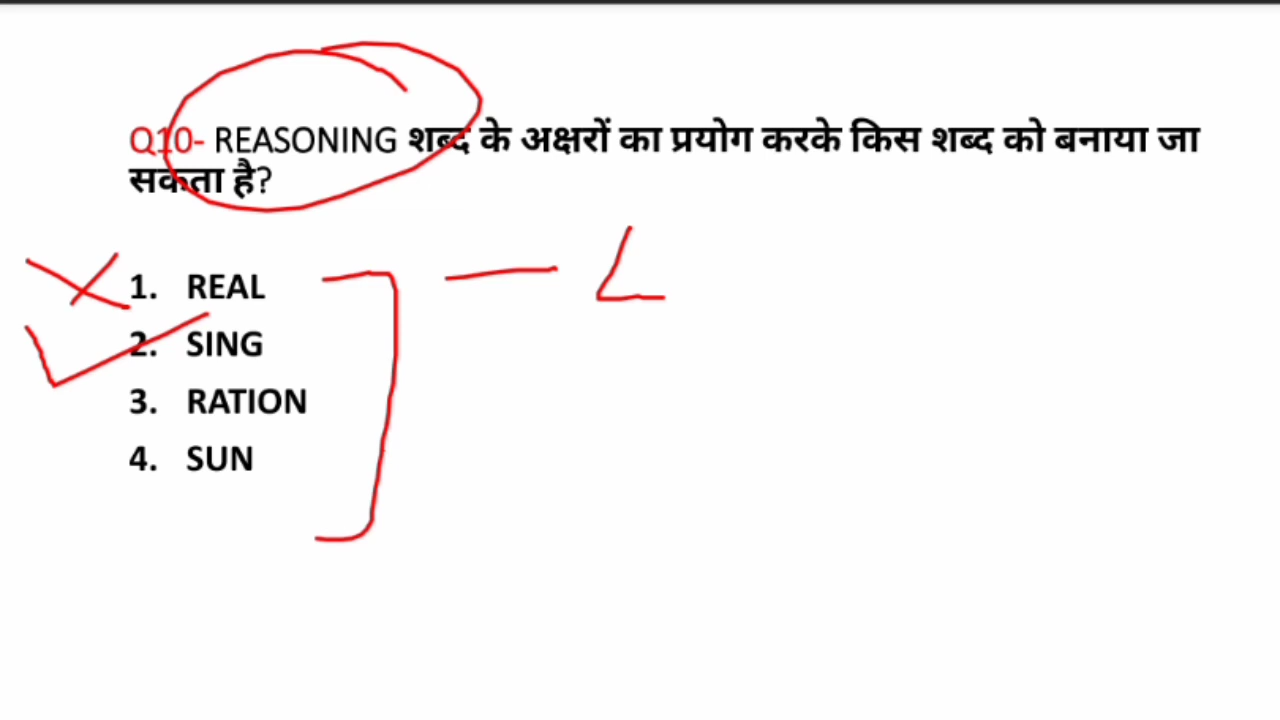 Q10- REASONING शब्द के अक्षरों का प्रयोग करके किस शब्द को बनाया जा
सकता है?
1. REAL L
2. SING
3. RATION
4. SUN